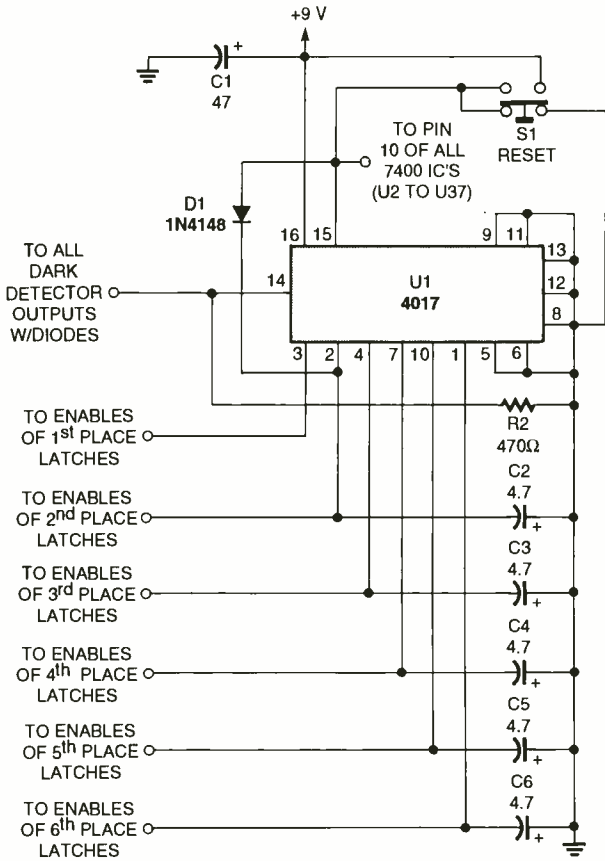 +9 V
+
C1
47
S1
RESET
TO PIN
10 OF ALL
7400 IC'S
(U2 TO U37)
D1
1N4148
16
15
9
11
13
TO ALL
DARK
DETECTOR
OUTPUTS
W/DIODES
14
U1
4017
12
8
3
2
4
7
10
1
5
6
R2
470Ω
TO ENABLES
OF 1st PLACE
LATCHES
C2
4.7
+
TO ENABLES
OF 2nd PLACE
LATCHES
C3
4.7
+
TO ENABLES
OF 3rd PLACE
LATCHES
C4
4.7
+
TO ENABLES
OF 4th PLACE
LATCHES
C5
4.7
+
TO ENABLES
OF 5th PLACE
LATCHES
C6
4.7
+
TO ENABLES
OF 6th PLACE
LATCHES